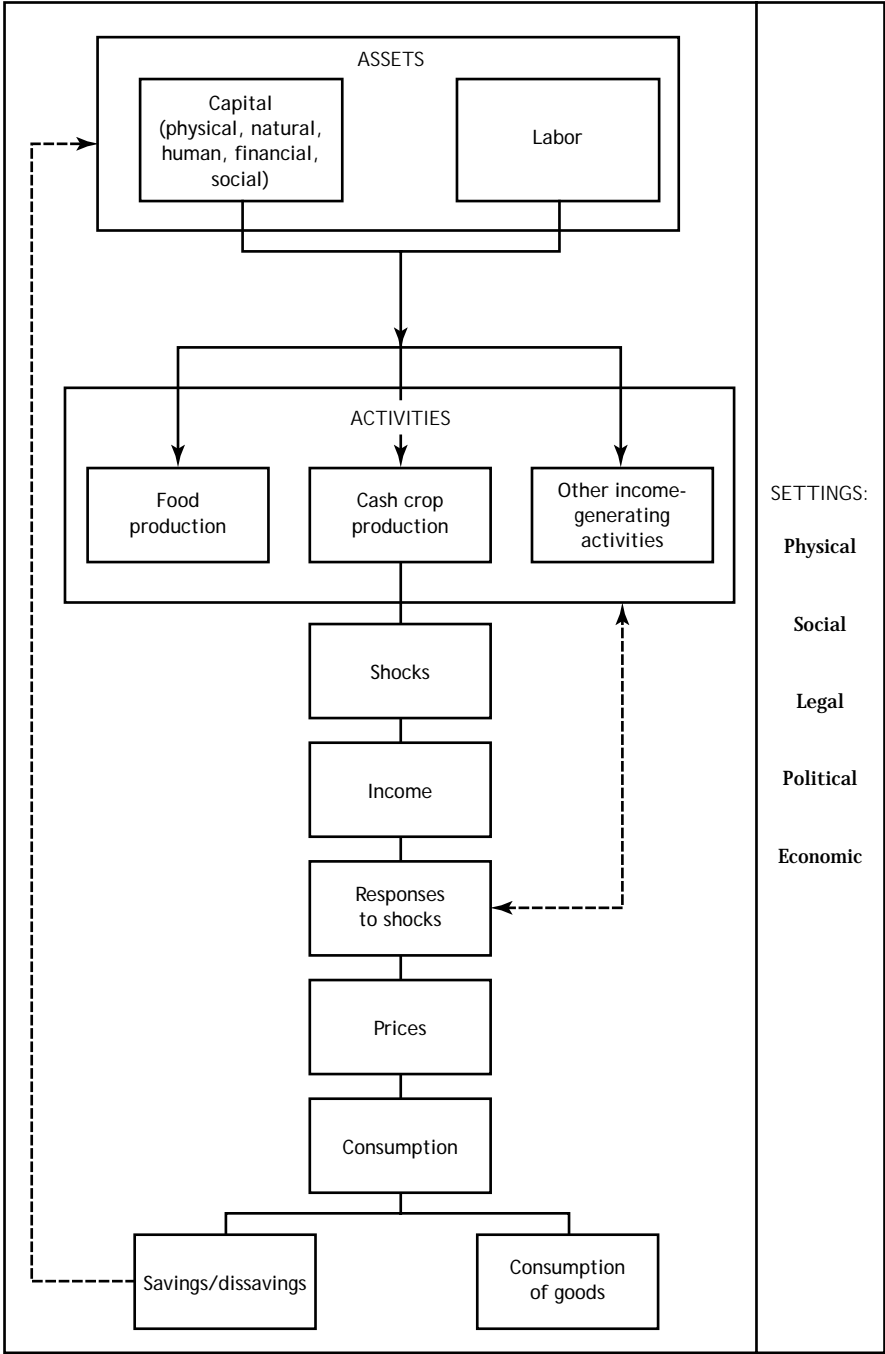 ASSETS
Capital
(physical, natural,
human, financial,
social)
Labor
ACTIVITIES
Food
production
Cash crop
production
Other income-
generating
activities
Shocks
Income
Responses
to shocks
Prices
Consumption
Savings/dissavings
Consumption
of goods
SETTINGS:
Physical
Social
Legal
Political
Economic